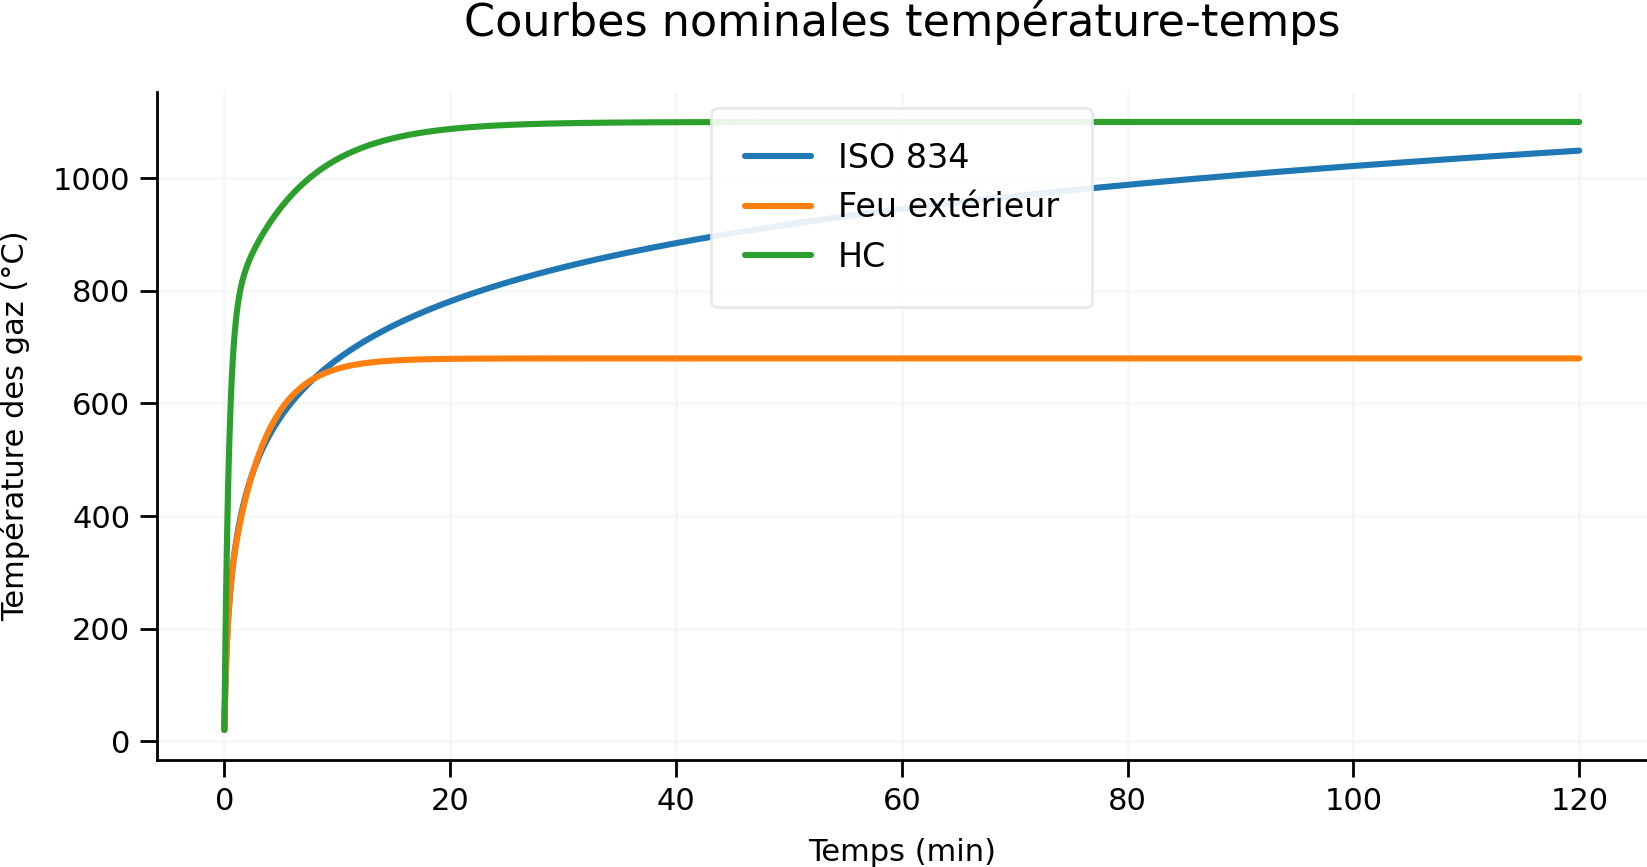 Courbes nominales température-temps
ISO 834
Feu extérieur
HC
Température des gaz (°C)
1000
800
600
400
200
0
0 20 40 60 80 100 120
Temps (min)